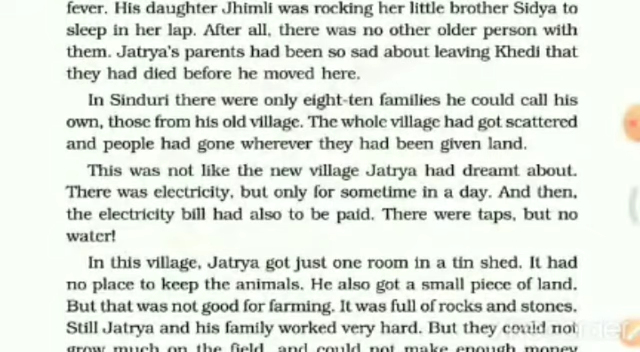 fever. His daughter Jhimli was rocking her little brother Sidya to
sleep in her lap. After all, there was no other older person with
them. Jatrya's parents had been so sad about leaving Khedi that
they had died before he moved here.
In Sinduri there were only eight-ten families he could call his
own, those from his old village. The whole village had got scattered
and people had gone wherever they had been given land.
This was not like the new village Jatrya had dreamt about.
There was electricity, but only for sometime in a day. And then,
the electricity bill had also to be paid. There were taps, but no
water!
In this village, Jatrya got just one room in a tin shed. It had
no place to keep the animals. He also got a small piece of land.
But that was not good for farming. It was full of rocks and stones.
Still Jatrya and his family worked very hard. But they could not
grow much on the field, and could not make enough money